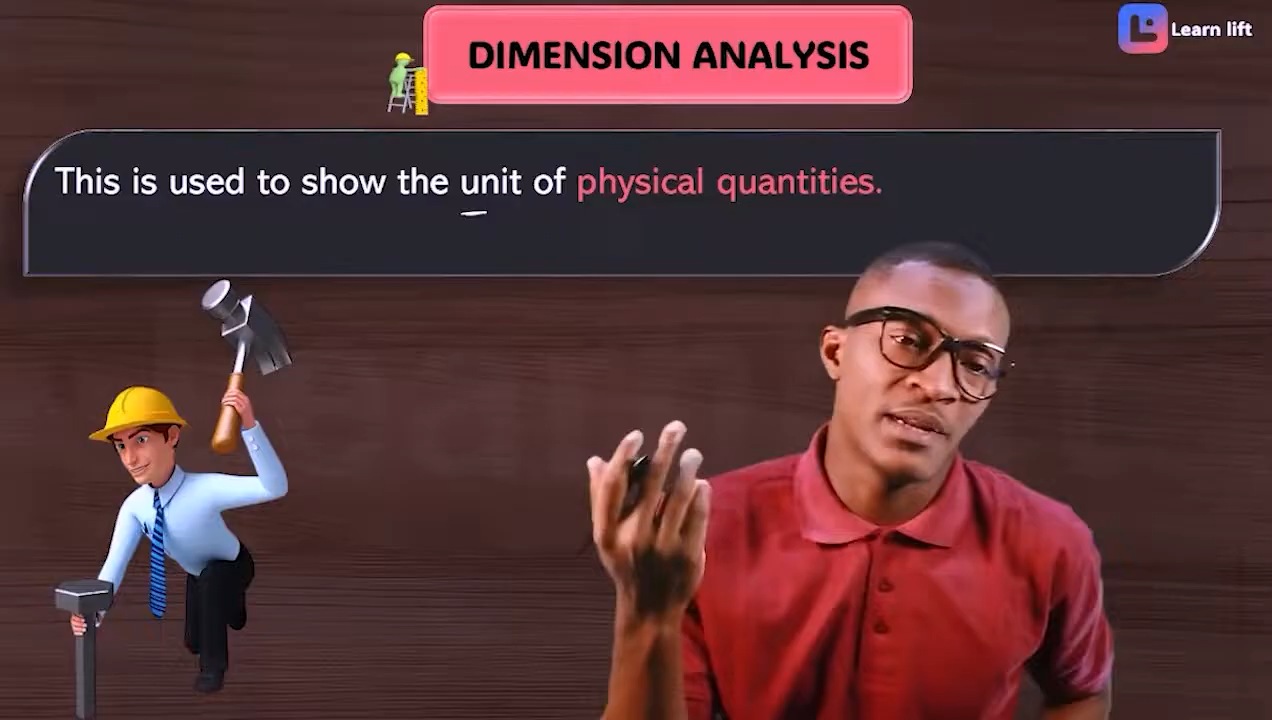 DIMENSION ANALYSIS
Learn lift
This is used to show the unit of physical quantities.